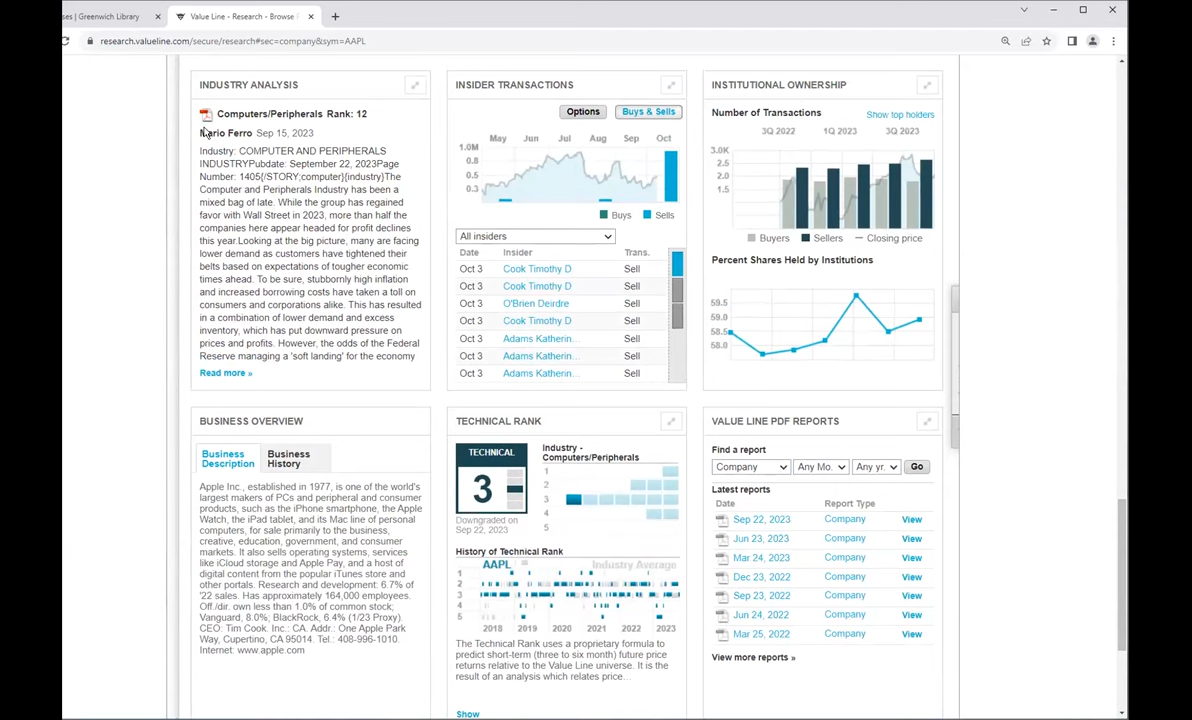 ses | Greenwich Library
Value Line - Research - Browse
research.valueline.com/secure/research#sec=company&sym=AAPL
INDUSTRY ANALYSIS
Computers/Peripherals Rank: 12
Mario Ferro Sep 15, 2023
Industry: COMPUTER AND PERIPHERALS
INDUSTRYPubdate: September 22, 2023Page
Number: 1405{/STORY;computer}{industry}The
Computer and Peripherals Industry has been a
mixed bag of late. While the group has regained
favor with Wall Street in 2023, more than half the
companies here appear headed for profit declines
this year.Looking at the big picture, many are facing
lower demand as customers have tightened their
belts based on expectations of tougher economic
times ahead. To be sure, stubbornly high inflation
and increased borrowing costs have taken a toll on
consumers and corporations alike. This has resulted
in a combination of lower demand and excess
inventory, which has put downward pressure on
prices and profits. However, the odds of the Federal
Reserve managing a 'soft landing' for the economy
Read more »
INSIDER TRANSACTIONS
Options Buys & Sells
May Jun Jul Aug Sep Oct
1.0M
0.8
0.5
0.3
Buys Sells
All insiders
Date Insider Trans.
Oct 3 Cook Timothy D Sell
Oct 3 Cook Timothy D Sell
Oct 3 O'Brien Deirdre Sell
Oct 3 Cook Timothy D Sell
Oct 3 Adams Katherin... Sell
Oct 3 Adams Katherin... Sell
Oct 3 Adams Katherin... Sell
INSTITUTIONAL OWNERSHIP
Number of Transactions Show top holders
3Q 2022 1Q 2023 3Q 2023
3.0K
2.5
2.0
1.5
Buyers Sellers Closing price
Percent Shares Held by Institutions
59.5
59.0
58.5
58.0
BUSINESS OVERVIEW
Business Description
Business History
Apple Inc., established in 1977, is one of the world's
largest makers of PCs and peripheral and consumer
products, such as the iPhone smartphone, the Apple
Watch, the iPad tablet, and its Mac line of personal
computers, for sale primarily to the business,
creative, education, government, and consumer
markets. It also sells operating systems, services
like iCloud storage and Apple Pay, and a host of
digital content from the popular iTunes store and
other portals. Research and development: 6.7% of
'22 sales. Has approximately 164,000 employees.
Off./dir. own less than 1.0% of common stock;
Vanguard, 8.0%; BlackRock, 6.4% (1/23 Proxy).
CEO: Tim Cook. Inc.: CA. Addr.: One Apple Park
Way, Cupertino, CA 95014. Tel.: 408-996-1010.
Internet: www.apple.com
TECHNICAL RANK
TECHNICAL
3
Downgraded on
Sep 22, 2023
Industry -
Computers/Peripherals
1
2
3
4
5
History of Technical Rank
AAPL Industry Average
1
2
3
4
5
2018 2019 2020 2021 2022 2023
The Technical Rank uses a proprietary formula to
predict short-term (three to six month) future price
returns relative to the Value Line universe. It is the
result of an analysis which relates price...
Show
VALUE LINE PDF REPORTS
Find a report
Company Any Mo. Any yr. Go
Latest reports
Date Report Type
Sep 22, 2023 Company View
Jun 23, 2023 Company View
Mar 24, 2023 Company View
Dec 23, 2022 Company View
Sep 23, 2022 Company View
Jun 24, 2022 Company View
Mar 25, 2022 Company View
View more reports »